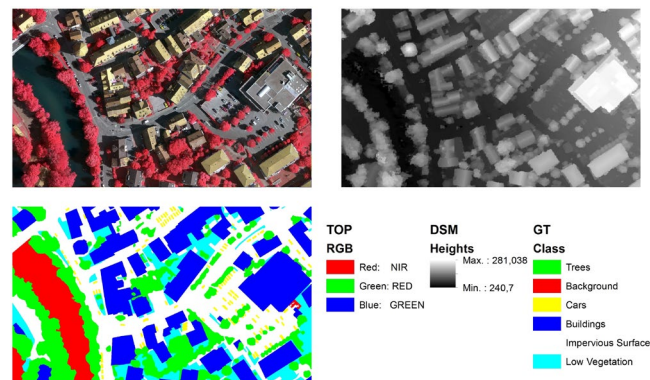 TOP
RGB
Red: NIR
Green: RED
Blue: GREEN
DSM
Heights
Max. : 281,038
Min. : 240,7
GT
Class
Trees
Background
Cars
Buildings
Impervious Surface
Low Vegetation